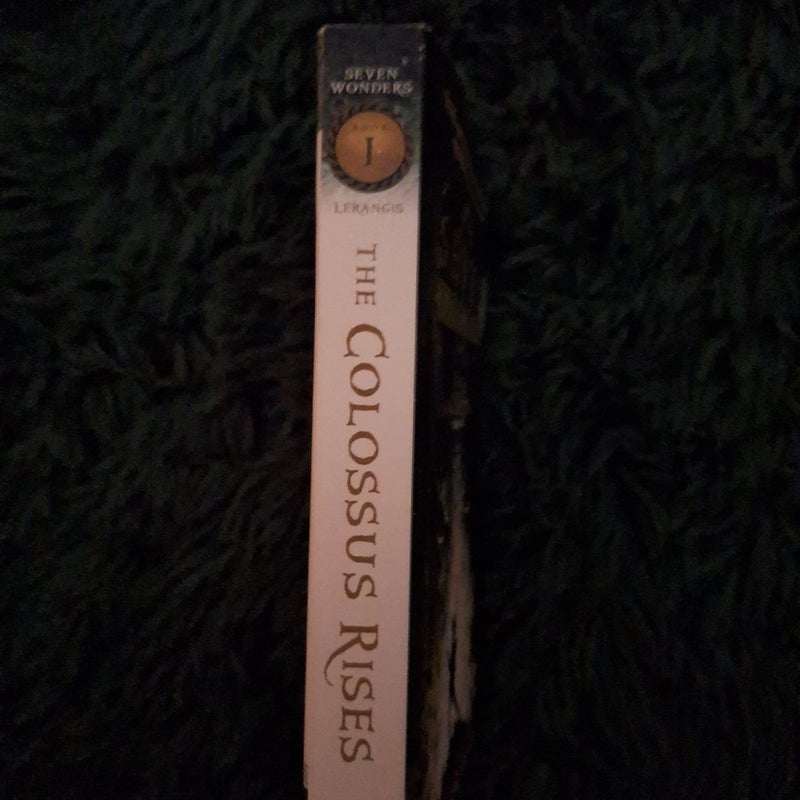 SEVEN
WONDERS
BOOK
I
LERANGIS
THE COLOSSUS RISES